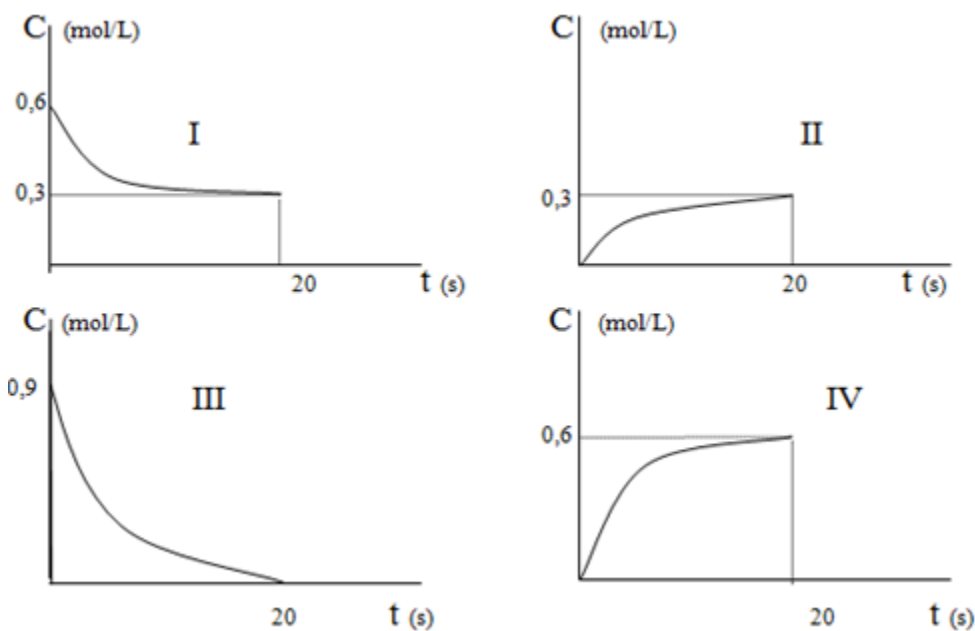 C (mol/L)
0,6
I
0,3
20
t (s)
C (mol/L)
II
0,3
20
t (s)
C (mol/L)
0,9
III
20
t (s)
C (mol/L)
IV
0,6
20
t (s)